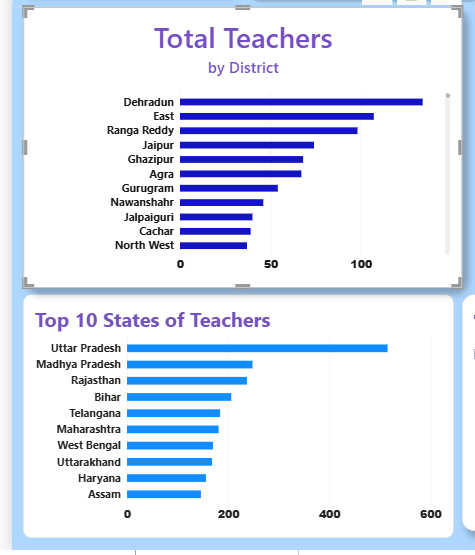 Total Teachers
by District
Dehradun
East
Ranga Reddy
Jaipur
Ghazipur
Agra
Gurugram
Nawanshahr
Jalpaiguri
Cachar
North West
0 50 100
Top 10 States of Teachers
Uttar Pradesh
Madhya Pradesh
Rajasthan
Bihar
Telangana
Maharashtra
West Bengal
Uttarakhand
Haryana
Assam
0 200 400 600